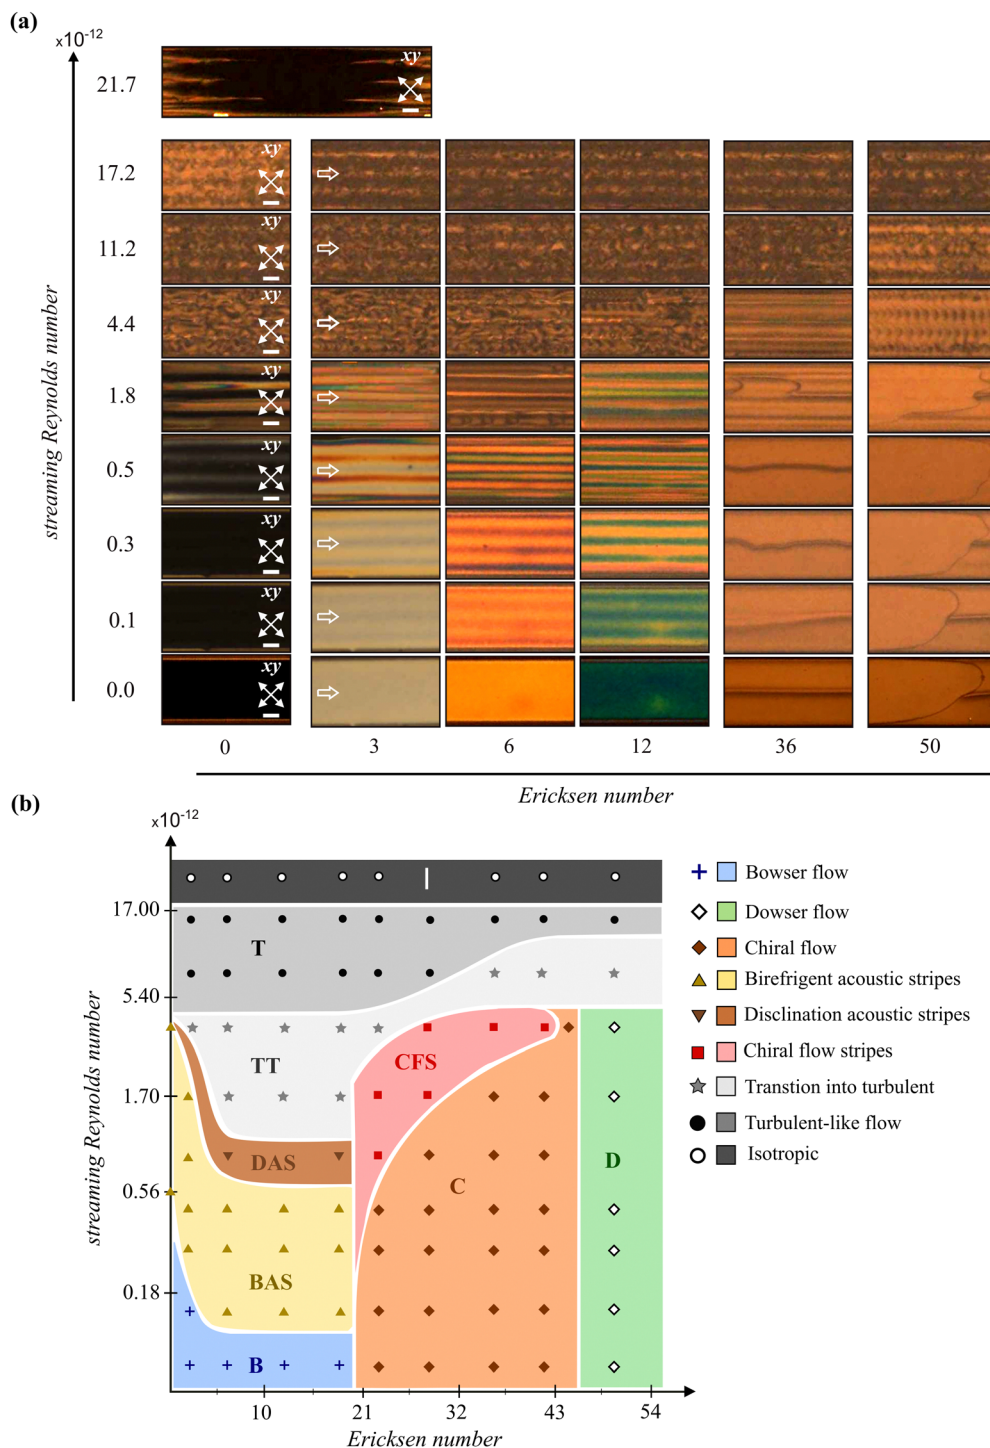 (a)
x10-12
21.7
xy
17.2
xy
11.2
xy
4.4
xy
1.8
xy
0.5
xy
0.3
xy
0.1
xy
0.0
xy
streaming Reynolds number
0 3 6 12 36 50
Ericksen number
(b)
x10-12
17.00
5.40
1.70
0.56
0.18
streaming Reynolds number
I
T
TT
CFS
DAS
C
D
BAS
B
10 21 32 43 54
Ericksen number
Bowser flow
Dowser flow
Chiral flow
Birefrigent acoustic stripes
Disclination acoustic stripes
Chiral flow stripes
Transtion into turbulent
Turbulent-like flow
Isotropic